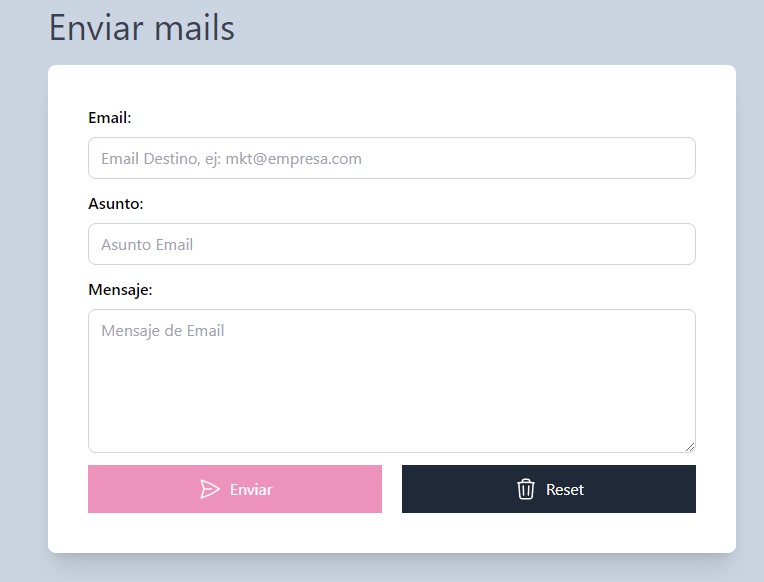 Enviar mails
Email:
Email Destino, ej: mkt@empresa.com
Asunto:
Asunto Email
Mensaje:
Mensaje de Email
Enviar
Reset